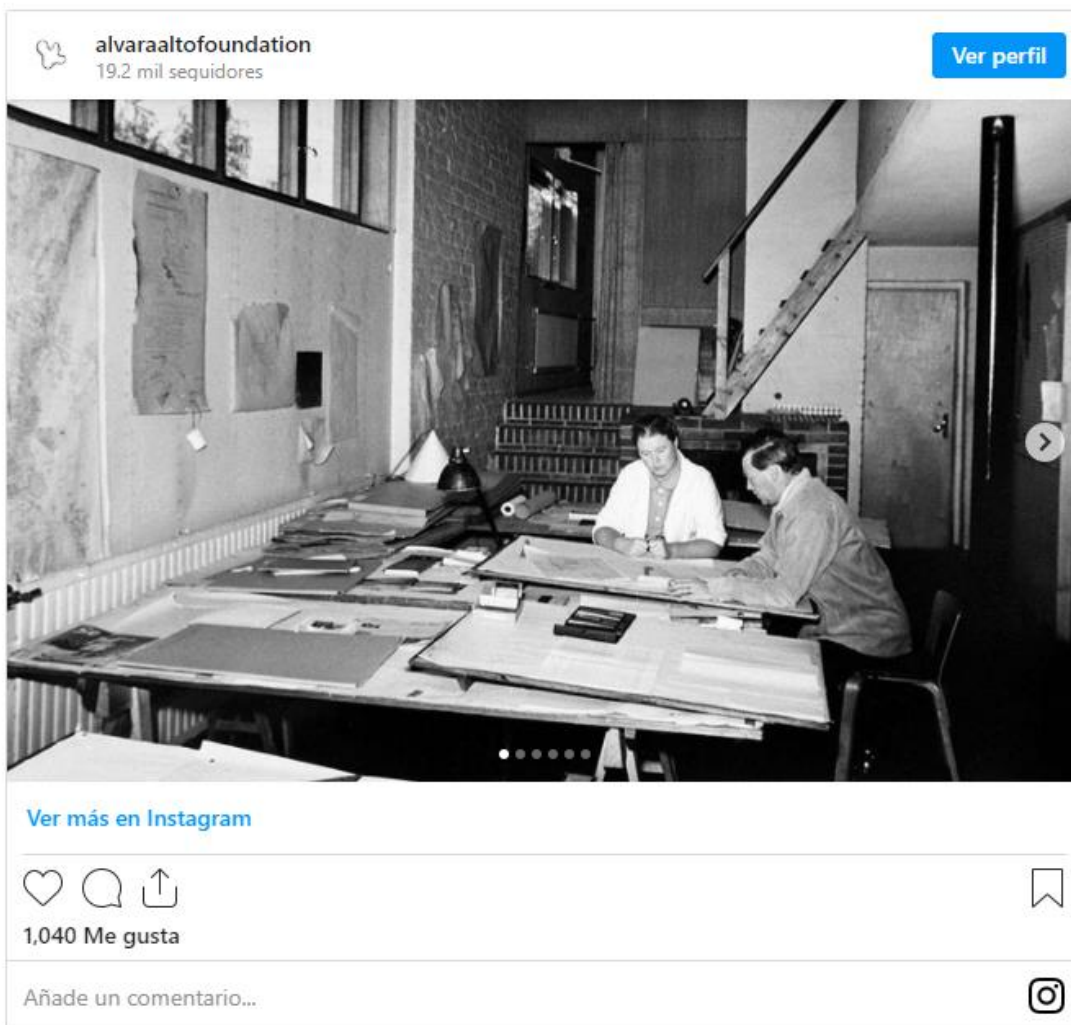 alvaraaltofoundation
19.2 mil seguidores
Ver perfil
Ver más en Instagram
1,040 Me gusta
Añade un comentario...